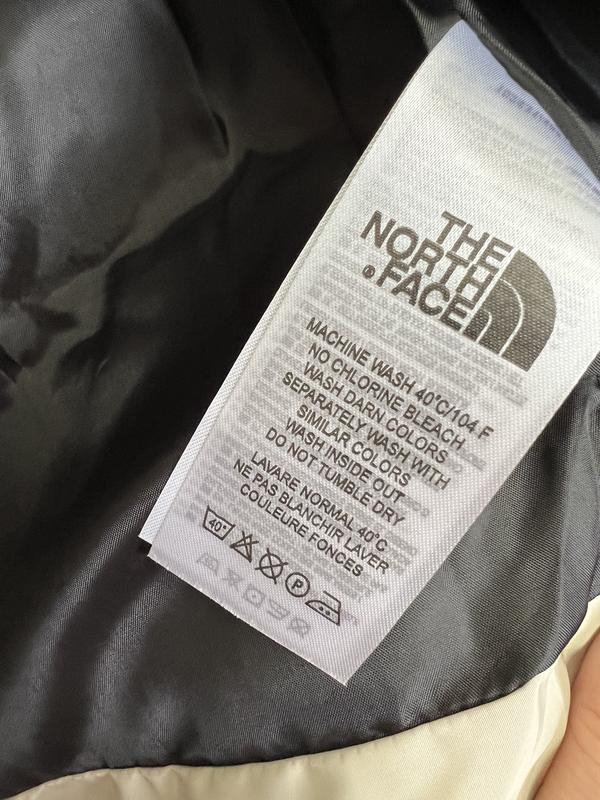 THE
NORTH
FACE
®
MACHINE WASH 40°C/104 F
NO CHLORINE BLEACH
WASH DARN COLORS
SEPARATELY WASH WITH
SIMILAR COLORS
WASH INSIDE OUT
DO NOT TUMBLE DRY
LAVARE NORMAL 40°C
NE PAS BLANCHIR LAVER
COULEURE FONCES
40° P